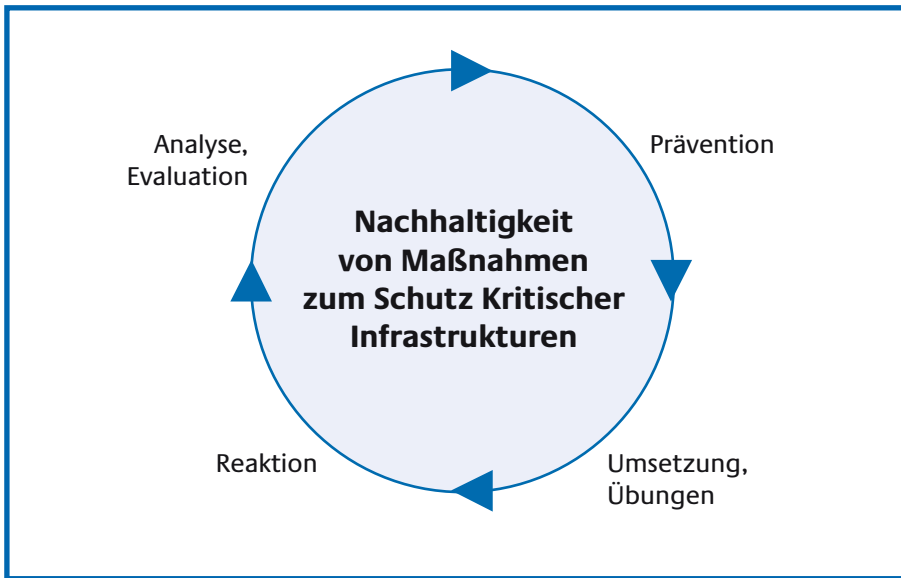 Analyse,
Evaluation
Prävention
Nachhaltigkeit
von Maßnahmen
zum Schutz Kritischer
Infrastrukturen
Reaktion
Umsetzung,
Übungen